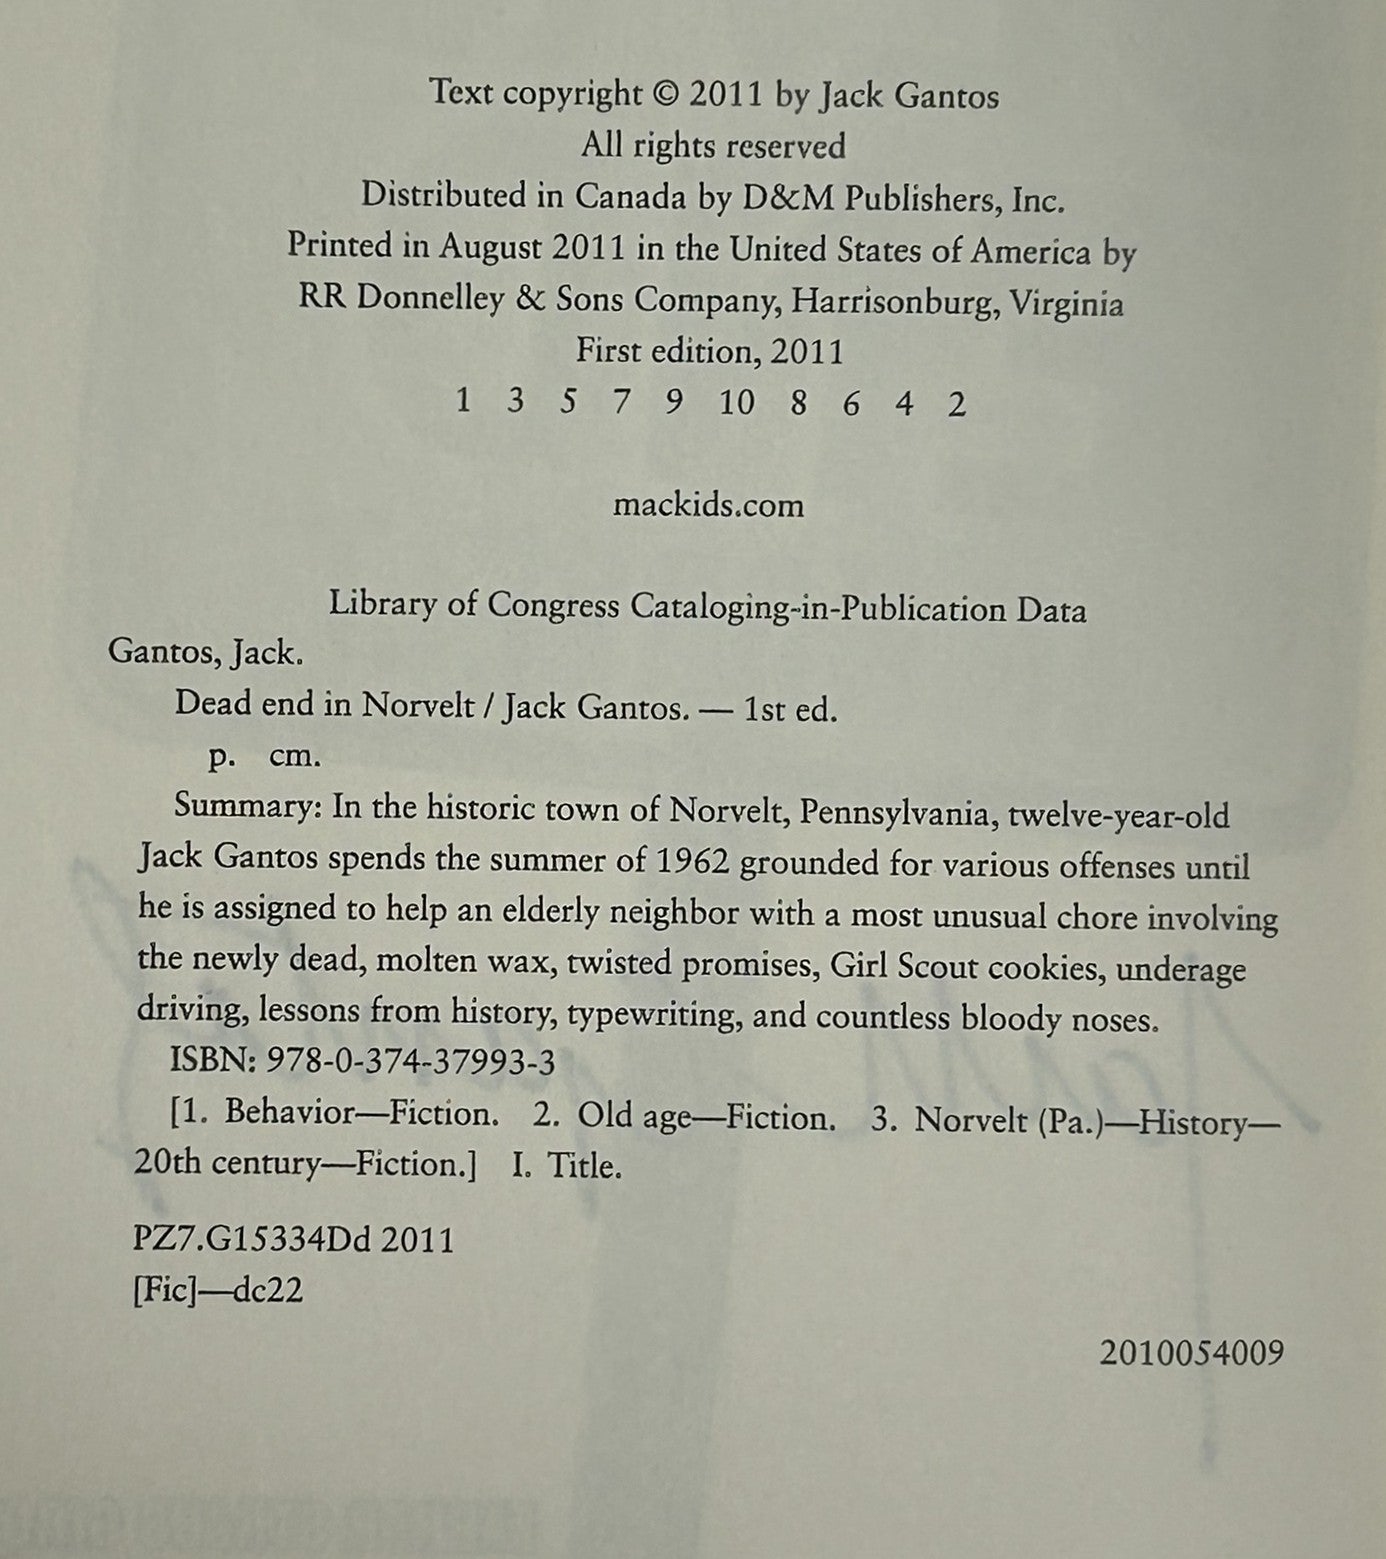 Text copyright © 2011 by Jack Gantos
All rights reserved
Distributed in Canada by D&M Publishers, Inc.
Printed in August 2011 in the United States of America by
RR Donnelley & Sons Company, Harrisonburg, Virginia
First edition, 2011
1 3 5 7 9 10 8 6 4 2
mackids.com
Library of Congress Cataloging-in-Publication Data
Gantos, Jack.
Dead end in Norvelt / Jack Gantos. — 1st ed.
p. cm.
Summary: In the historic town of Norvelt, Pennsylvania, twelve-year-old
Jack Gantos spends the summer of 1962 grounded for various offenses until
he is assigned to help an elderly neighbor with a most unusual chore involving
the newly dead, molten wax, twisted promises, Girl Scout cookies, underage
driving, lessons from history, typewriting, and countless bloody noses.
ISBN: 978-0-374-37993-3
[1. Behavior—Fiction. 2. Old age—Fiction. 3. Norvelt (Pa.)—History—
20th century—Fiction.] I. Title.
PZ7.G15334Dd 2011
[Fic]—dc22
2010054009